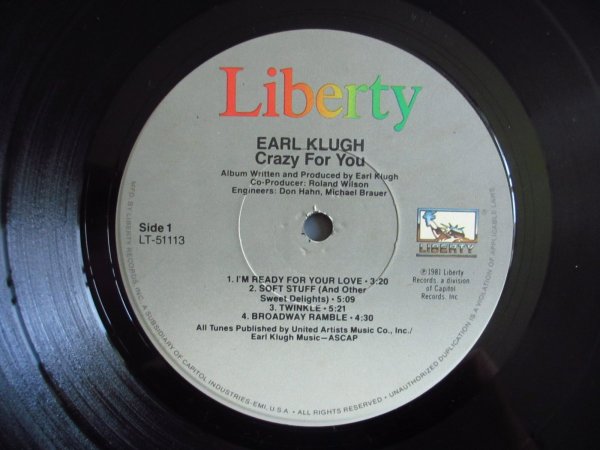 Liberty
EARL KLUGH
Crazy For You
Album Written and Produced by Earl Klugh
Co-Producer: Roland Wilson
Engineers: Don Hahn, Michael Brauer
Side 1
LT-51113
LIBERTY
℗ 1981 Liberty
Records, a division
of Capitol
Records, Inc.
1. I'M READY FOR YOUR LOVE • 3:20
2. SOFT STUFF (And Other
Sweet Delights) • 5:09
3. TWINKLE • 5:21
4. BROADWAY RAMBLE • 4:30
All Tunes Published by United Artists Music Co., Inc./
Earl Klugh Music—ASCAP
MFD. BY LIBERTY RECORDS, INC. A SUBSIDIARY OF CAPITOL INDUSTRIES-EMI, U.S.A. • ALL RIGHTS RESERVED. • UNAUTHORIZED DUPLICATION IS A VIOLATION OF APPLICABLE LAWS.